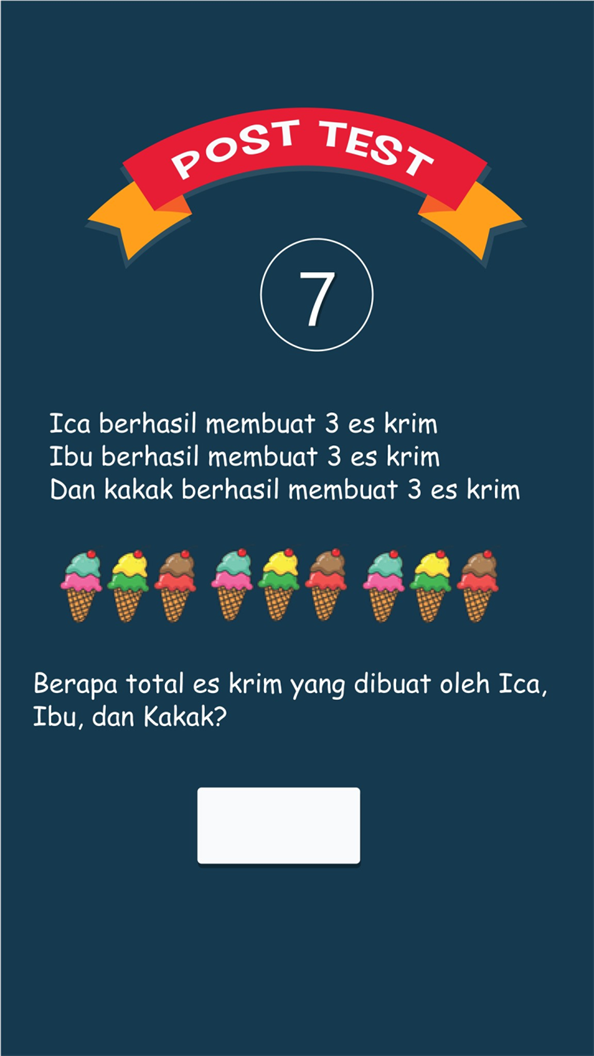 POST TEST
7
Ica berhasil membuat 3 es krim
Ibu berhasil membuat 3 es krim
Dan kakak berhasil membuat 3 es krim
Berapa total es krim yang dibuat oleh Ica,
Ibu, dan Kakak?